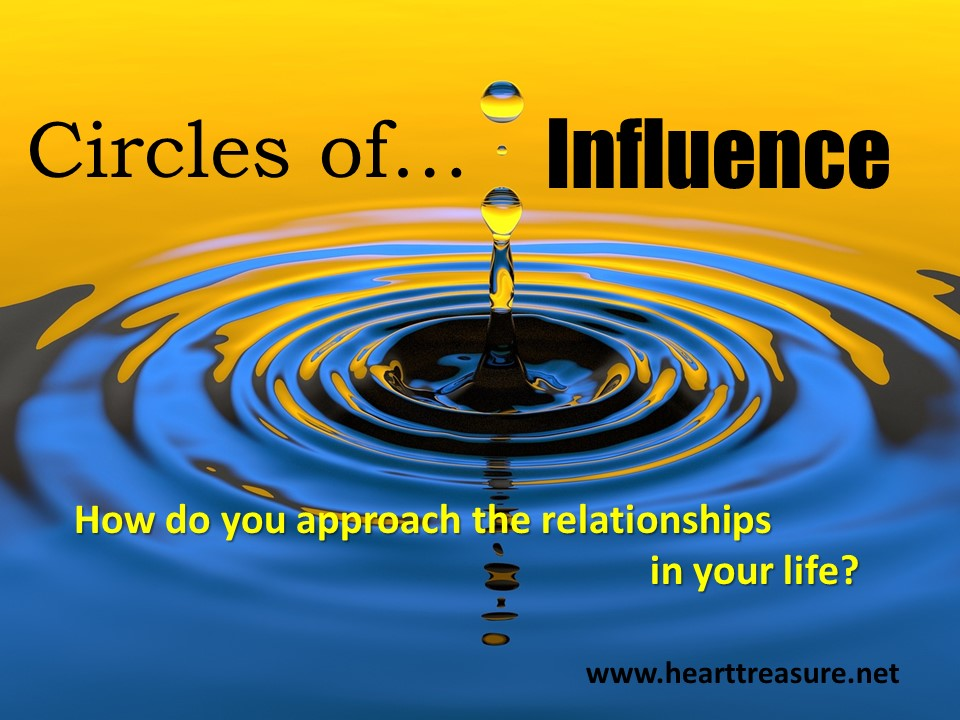 Circles of... Influence
How do you approach the relationships
in your life?
www.hearttreasure.net